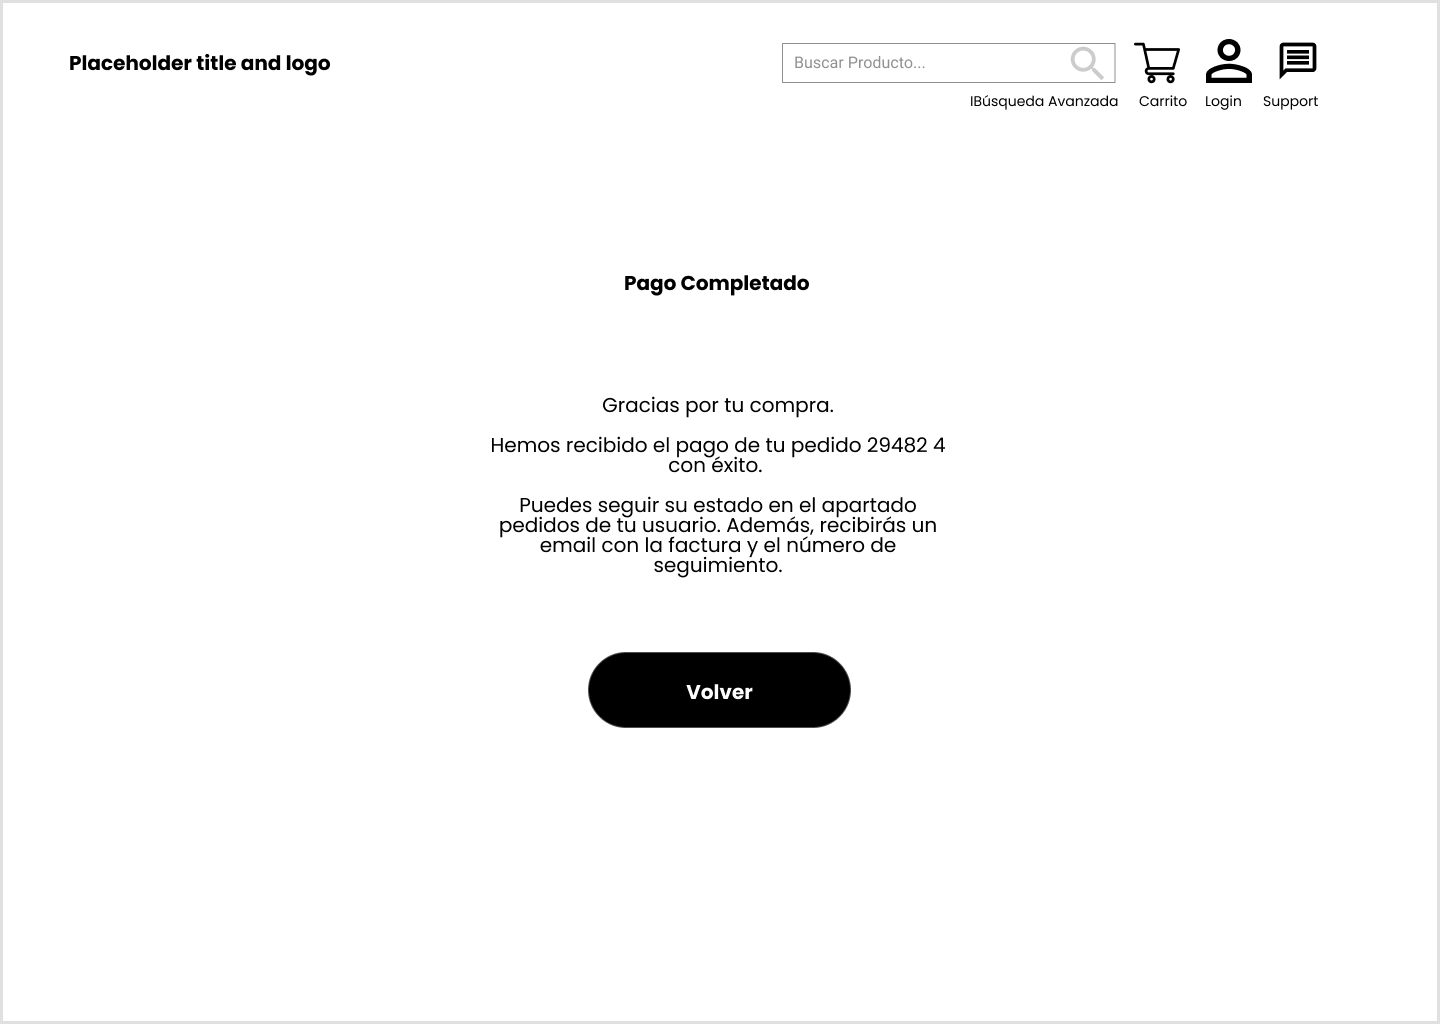 Placeholder title and logo
Buscar Producto...
IBúsqueda Avanzada
Carrito
Login
Support
Pago Completado
Gracias por tu compra.
Hemos recibido el pago de tu pedido 29482 4
con éxito.
Puedes seguir su estado en el apartado
pedidos de tu usuario. Además, recibirás un
email con la factura y el número de
seguimiento.
Volver